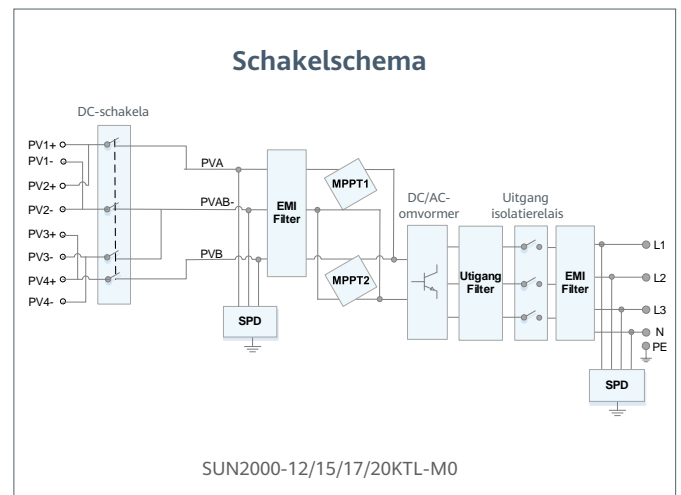 Schakelschema
DC-schakela
PV1+
PV1-
PV2+
PV2-
PV3+
PV3-
PV4+
PV4-
PVA
PVAB-
PVB
SPD
EMI
Filter
MPPT1
MPPT2
DC/AC-
omvormer
Utigang
Filter
Uitgang
isolatierelais
EMI
Filter
L1
L2
L3
N
PE
SPD
SUN2000-12/15/17/20KTL-M0